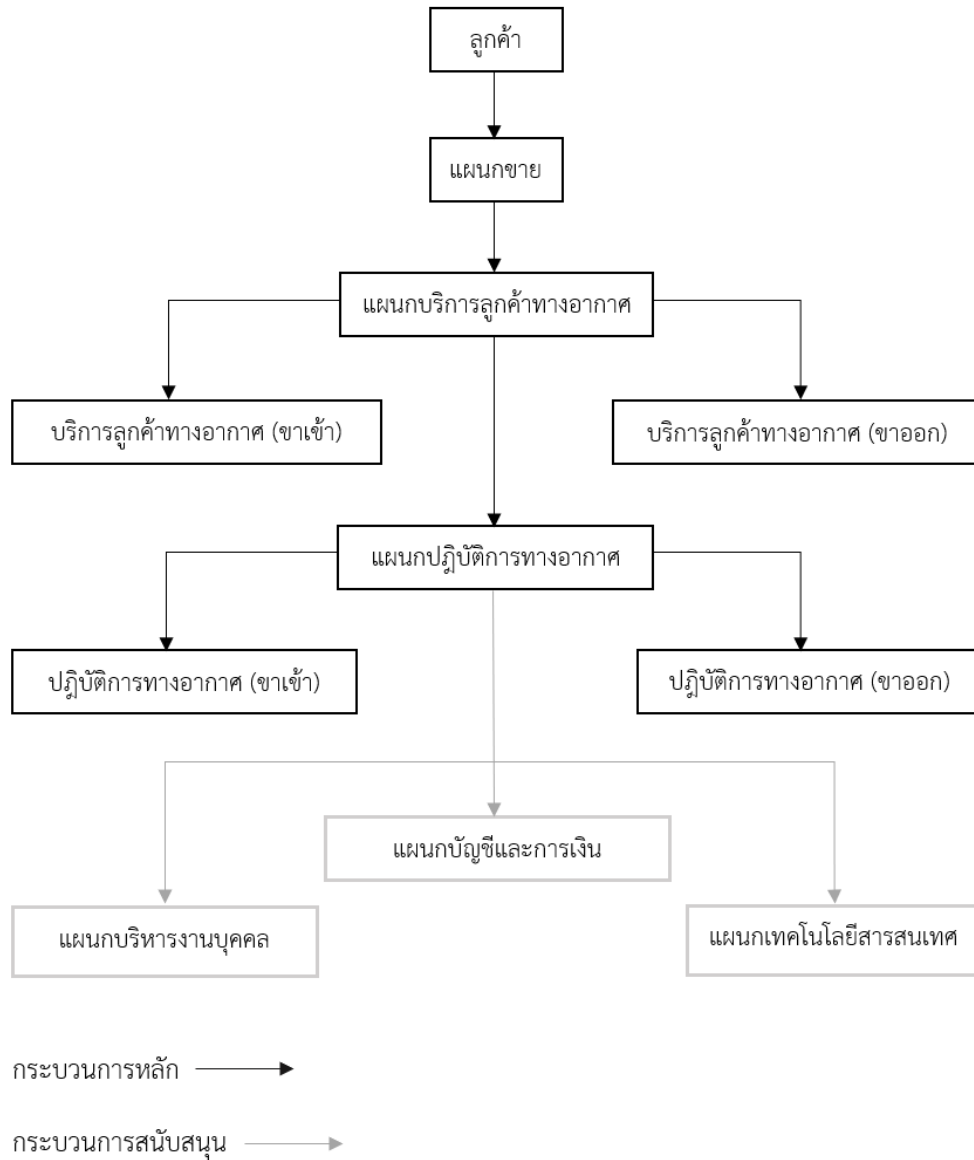 ลูกค้า
แผนกขาย
แผนกบริการลูกค้าทางอากาศ
บริการลูกค้าทางอากาศ (ขาเข้า)
บริการลูกค้าทางอากาศ (ขาออก)
แผนกปฏิบัติการทางอากาศ
ปฏิบัติการทางอากาศ (ขาเข้า)
ปฏิบัติการทางอากาศ (ขาออก)
แผนกบัญชีและการเงิน
แผนกบริหารงานบุคคล
แผนกเทคโนโลยีสารสนเทศ
กระบวนการหลัก
กระบวนการสนับสนุน